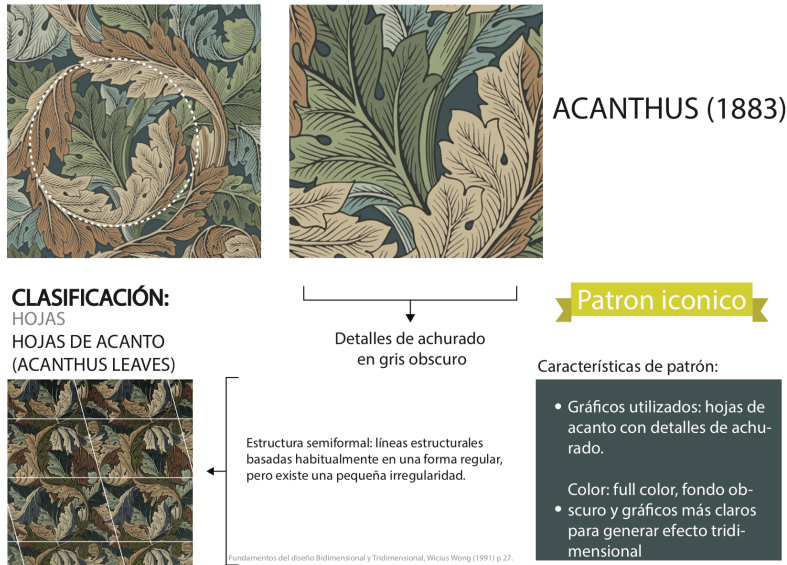 ACANTHUS (1883)
CLASIFICACIÓN:
HOJAS
HOJAS DE ACANTO
(ACANTHUS LEAVES)
Detalles de achurado
en gris obscuro
Patron iconico
Características de patrón:
• Gráficos utilizados: hojas de
acanto con detalles de achu-
rado.
Color: full color, fondo ob-
• scuro y gráficos más claros
para generar efecto tridi-
mensional
Estructura semiformal: líneas estructurales
basadas habitualmente en una forma regular,
pero existe una pequeña irregularidad.
Fundamentos del diseño Bidimensional y Tridimensional, Wicius Wong (1991) p 27.